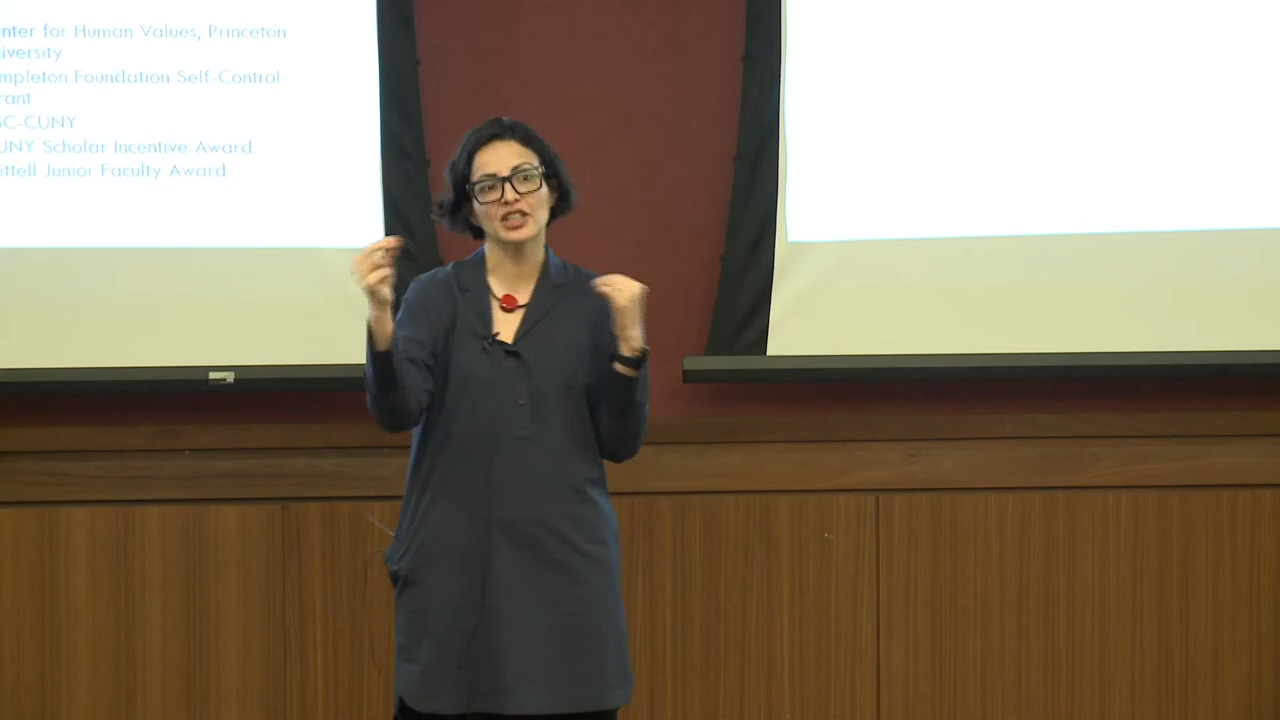 nter for Human Values, Princeton
iversity
mpleton Foundation Self-Control
rant
SC-CUNY
UNY Scholar Incentive Award
ittell Junior Faculty Award